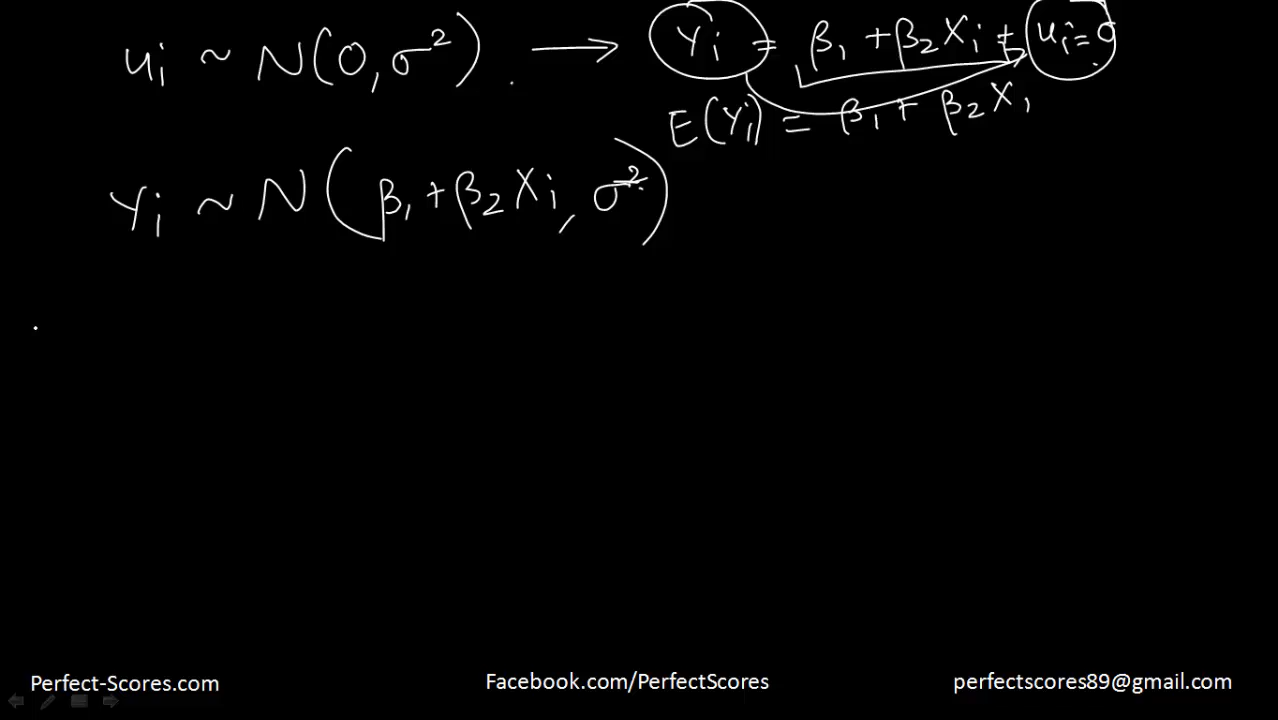 uᵢ ~ N(0, σ²) → Yᵢ = β₁ + β₂Xᵢ + uᵢ=0
E(Yᵢ) = β₁ + β₂Xᵢ
Yᵢ ~ N(β₁ + β₂Xᵢ, σ²)
Perfect-Scores.com Facebook.com/PerfectScores perfectscores89@gmail.com